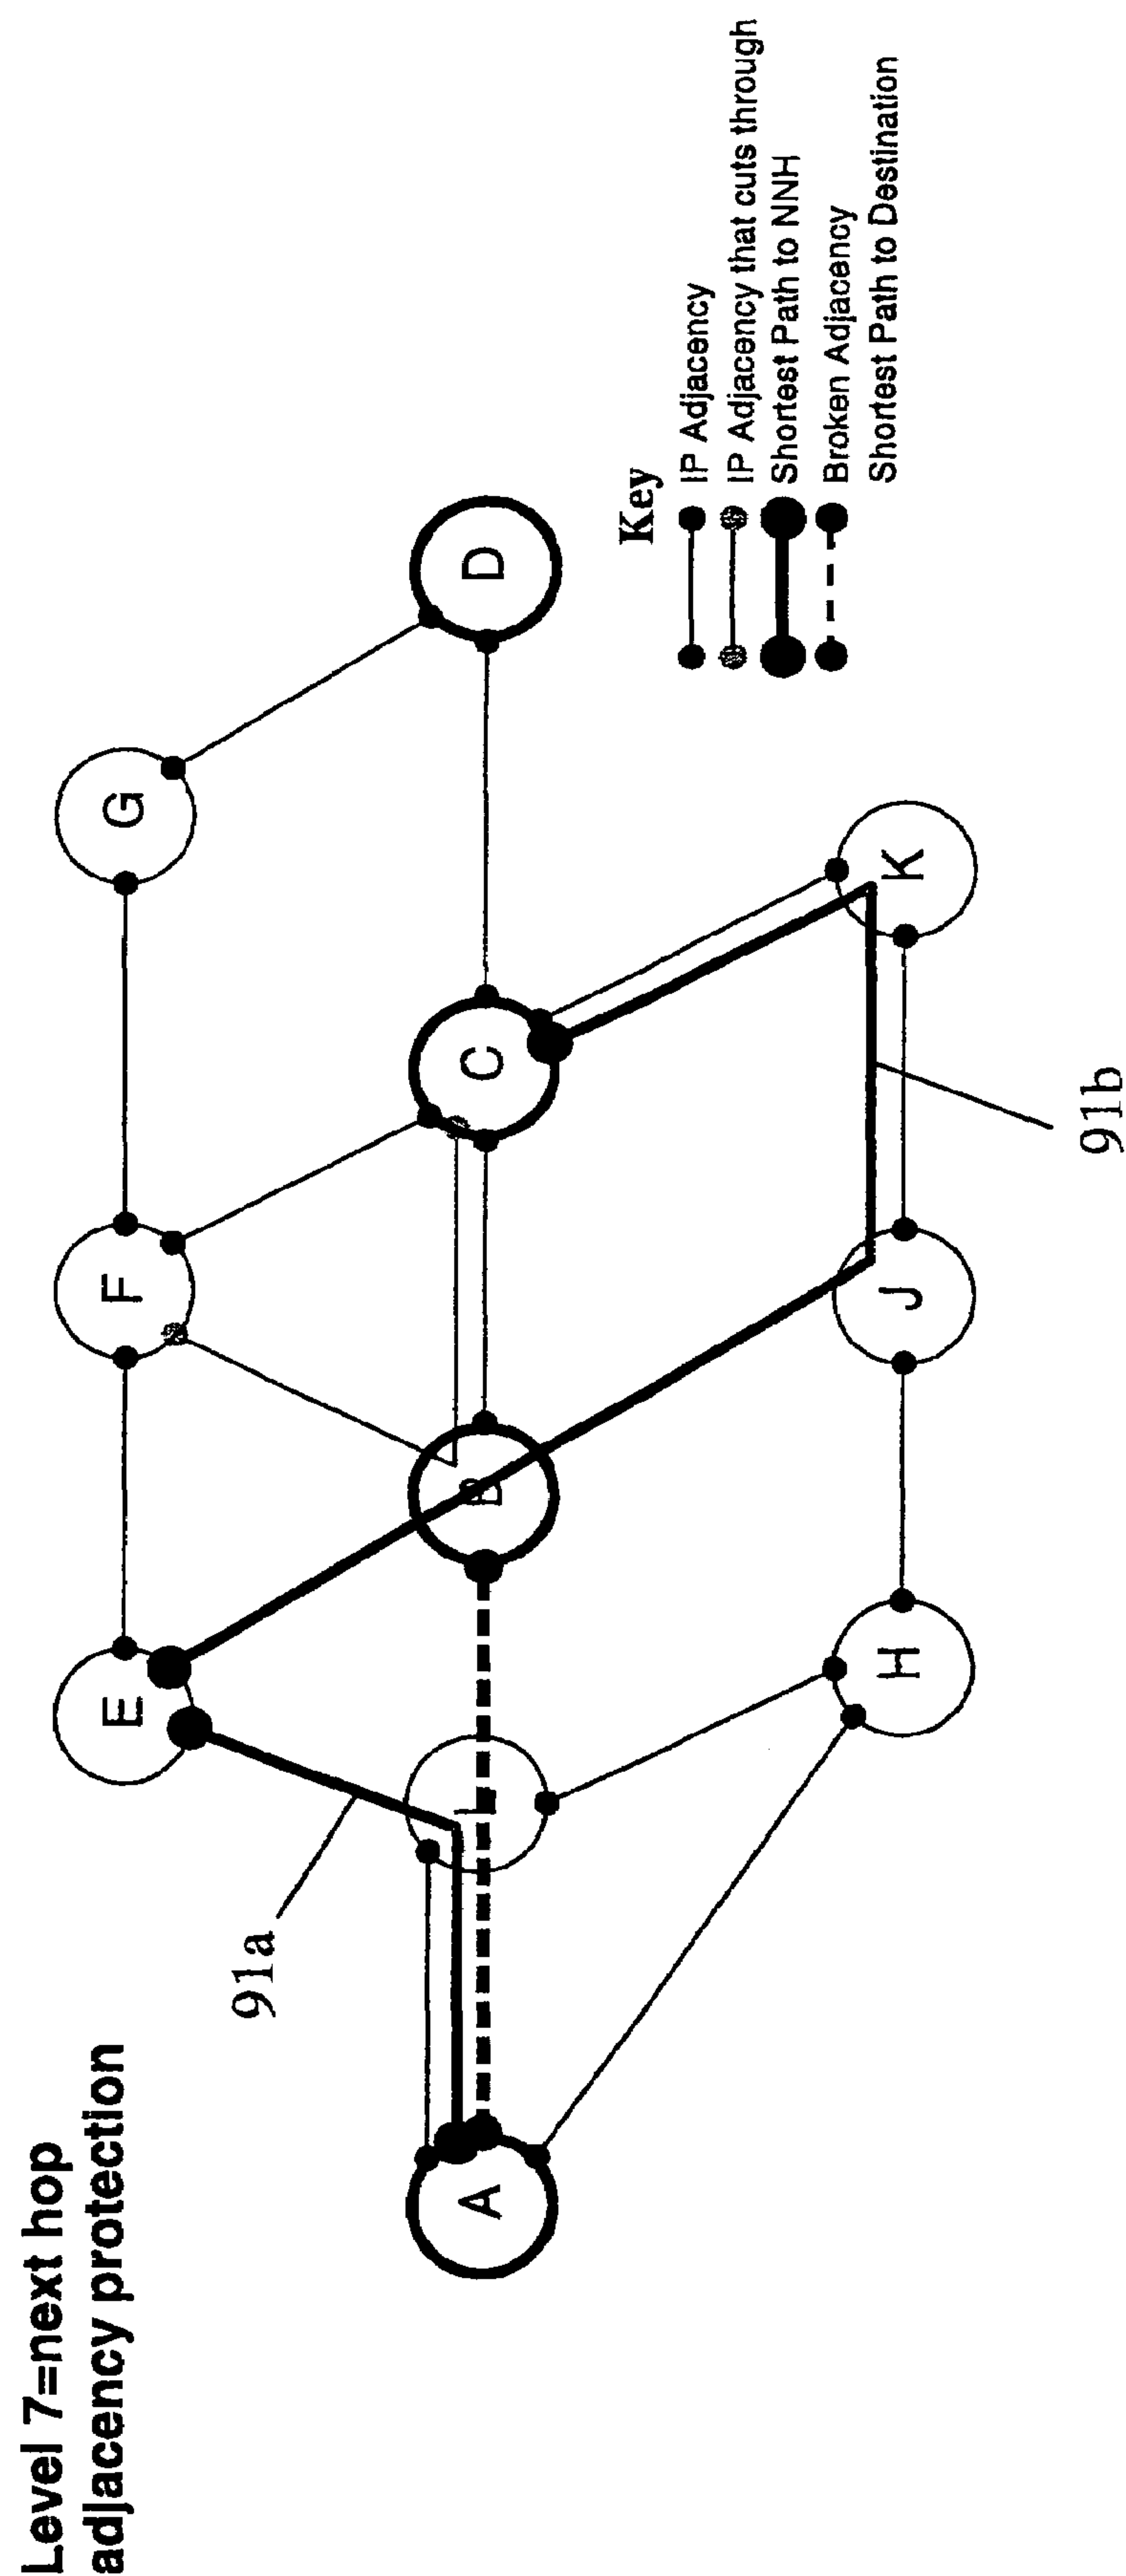 Level 7=next hop
adjacency protection
91a
E
F
G
A
L
B
C
D
H
J
K
91b
Key
IP Adjacency
IP Adjacency that cuts through
Shortest Path to NNH
Broken Adjacency
Shortest Path to Destination